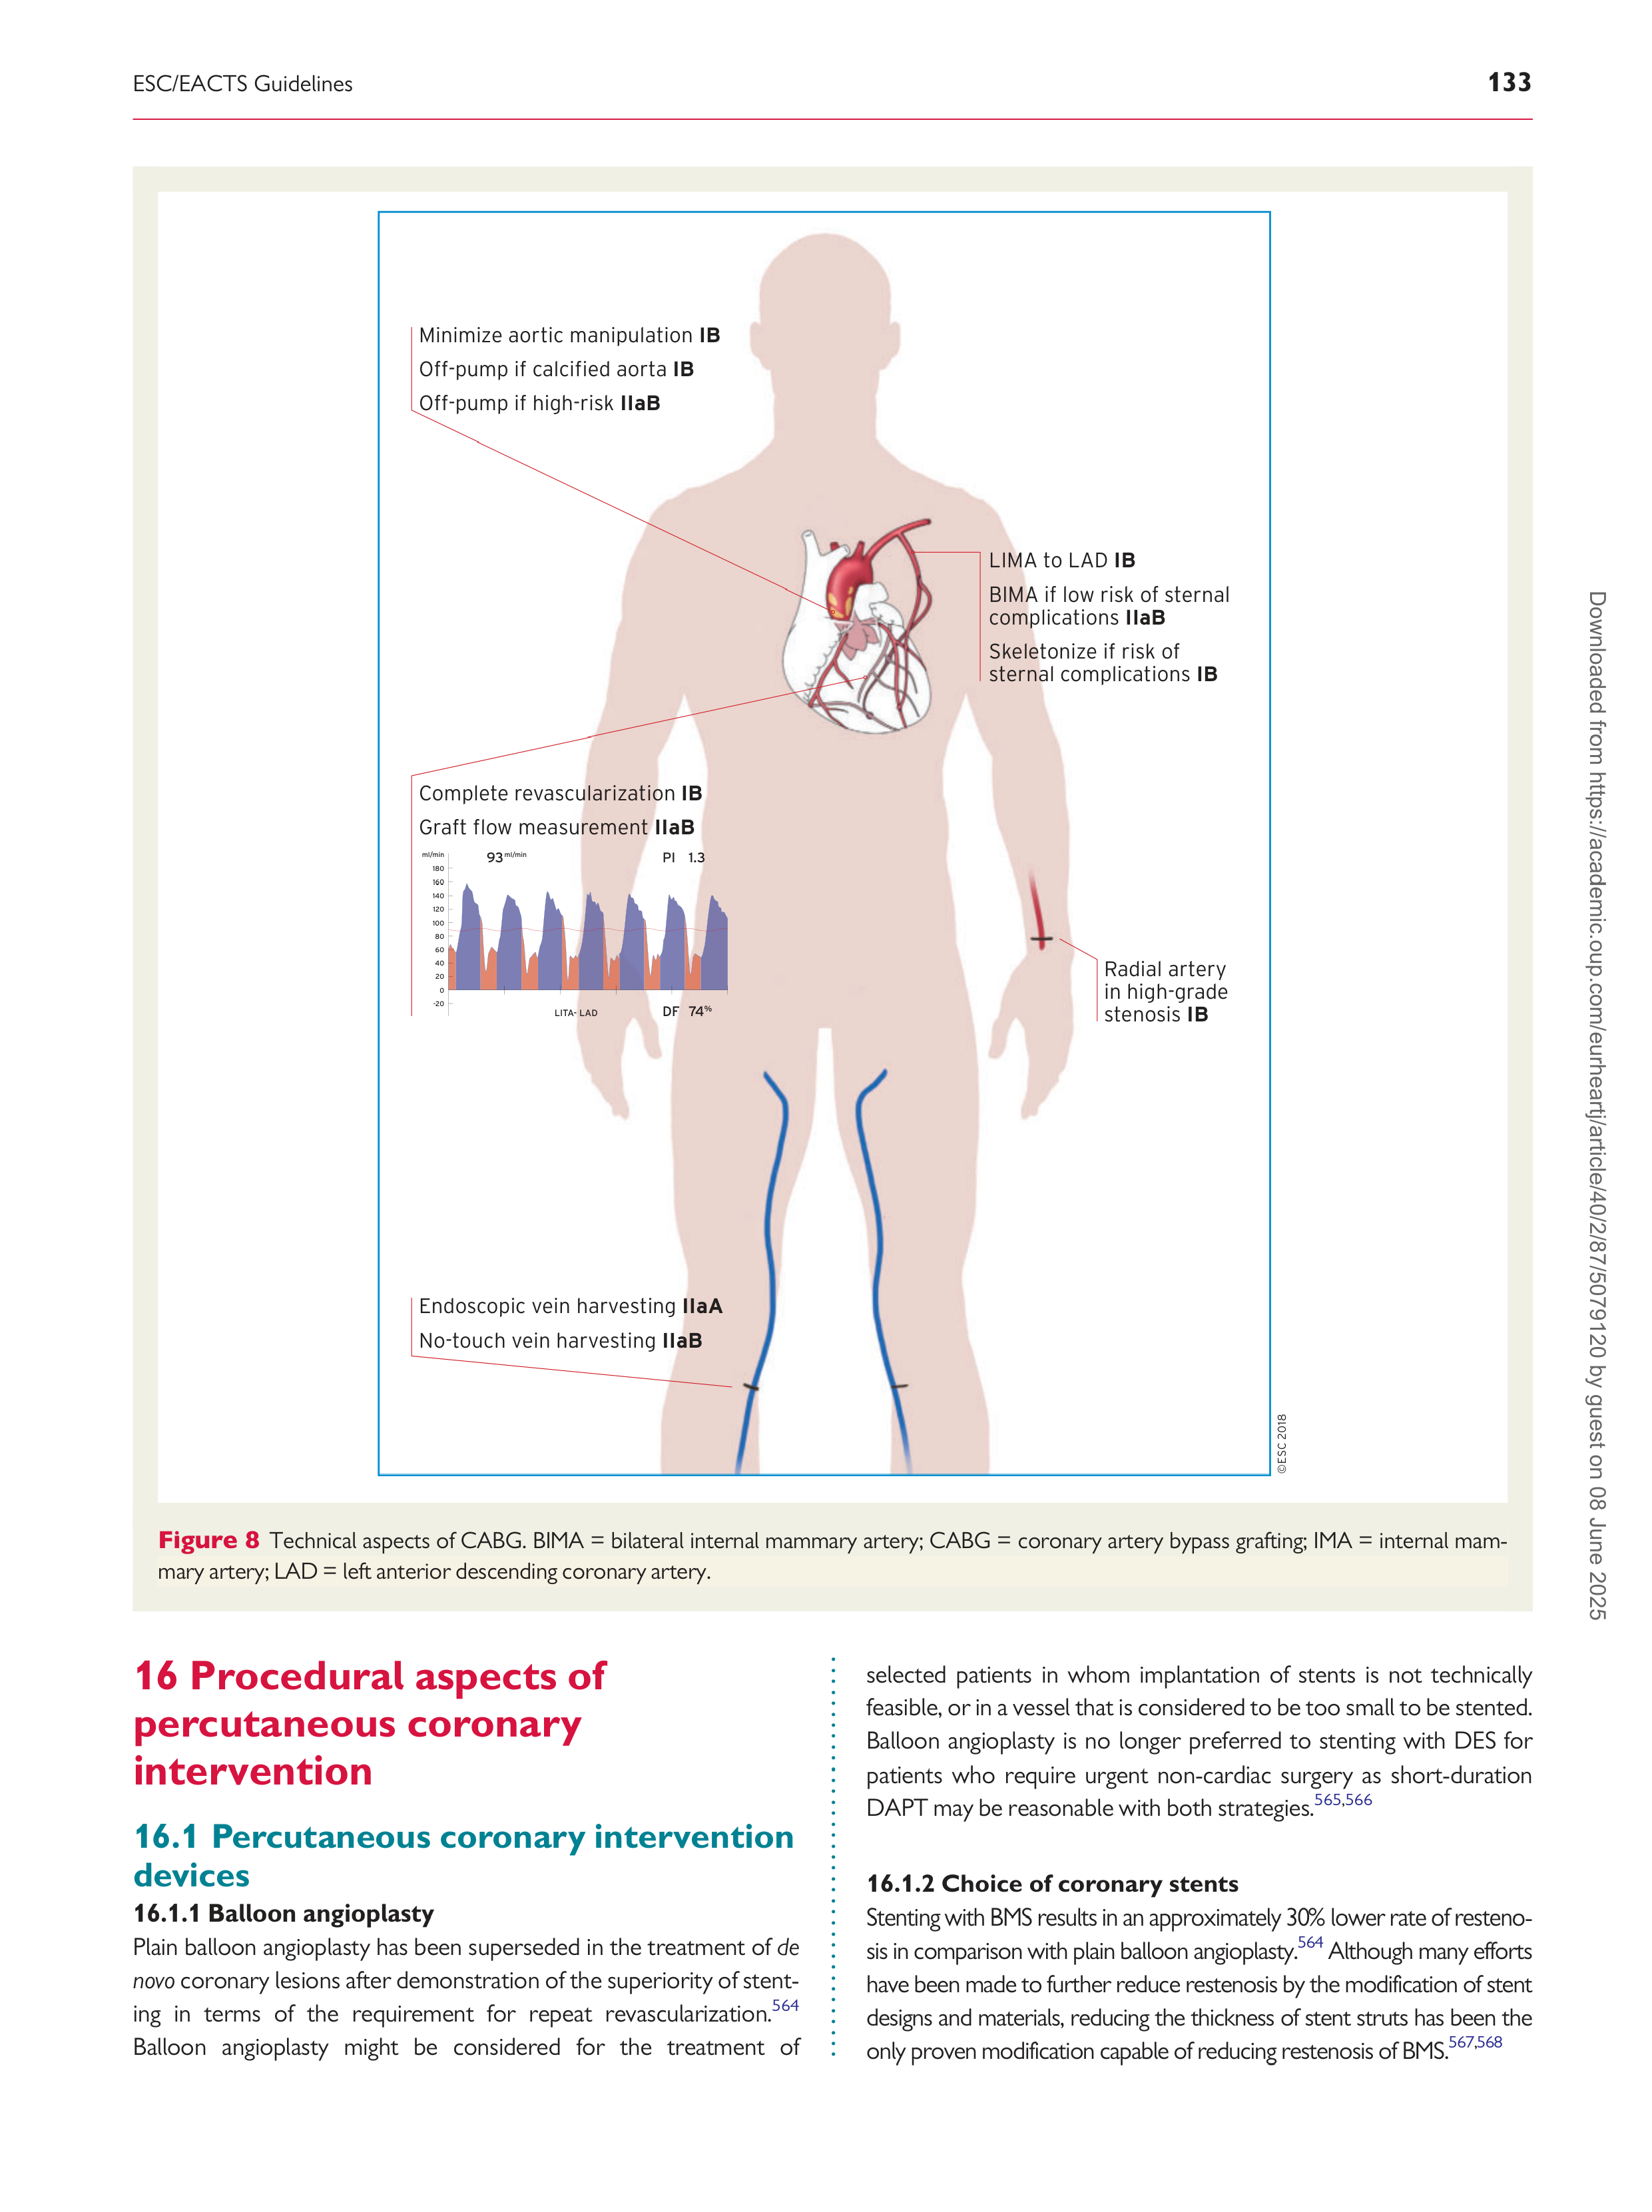 ESC/EACTS Guidelines
133
Minimize aortic manipulation IB
Off-pump if calcified aorta IB
Off-pump if high-risk IIaB
LIMA to LAD IB
BIMA if low risk of sternal
complications IIaB
Skeletonize if risk of
sternal complications IB
Complete revascularization IB
Graft flow measurement IIaB
ml/min
93 ml/min
PI 1.3
180
160
140
120
100
80
60
40
20
0
-20
LITA- LAD
DF 74%
Radial artery
in high-grade
stenosis IB
Endoscopic vein harvesting IIaA
No-touch vein harvesting IIaB
©ESC 2018
Figure 8 Technical aspects of CABG. BIMA = bilateral internal mammary artery; CABG = coronary artery bypass grafting; IMA = internal mam-
mary artery; LAD = left anterior descending coronary artery.
16 Procedural aspects of
percutaneous coronary
intervention
16.1 Percutaneous coronary intervention
devices
16.1.1 Balloon angioplasty
Plain balloon angioplasty has been superseded in the treatment of de
novo coronary lesions after demonstration of the superiority of stent-
ing in terms of the requirement for repeat revascularization.564
Balloon angioplasty might be considered for the treatment of
selected patients in whom implantation of stents is not technically
feasible, or in a vessel that is considered to be too small to be stented.
Balloon angioplasty is no longer preferred to stenting with DES for
patients who require urgent non-cardiac surgery as short-duration
DAPT may be reasonable with both strategies.565,566
16.1.2 Choice of coronary stents
Stenting with BMS results in an approximately 30% lower rate of resteno-
sis in comparison with plain balloon angioplasty.564 Although many efforts
have been made to further reduce restenosis by the modification of stent
designs and materials, reducing the thickness of stent struts has been the
only proven modification capable of reducing restenosis of BMS.567,568
Downloaded from https://academic.oup.com/eurheartj/article/40/2/87/5079120 by guest on 08 June 2025